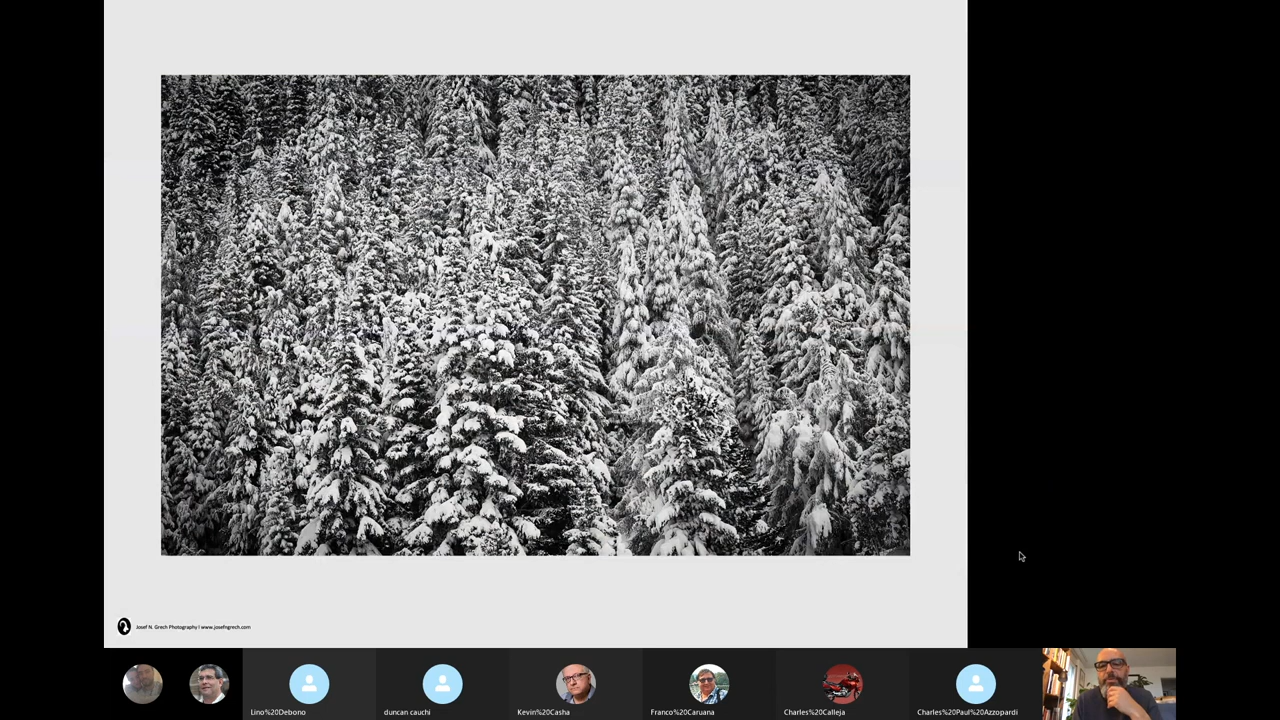 Josef N. Grech Photography l www.josefngrech.com
Lino%20Debono
duncan cauchi
Kevin%20Casha
Franco%20Caruana
Charles%20Calleja
Charles%20Paul%20Azzopardi